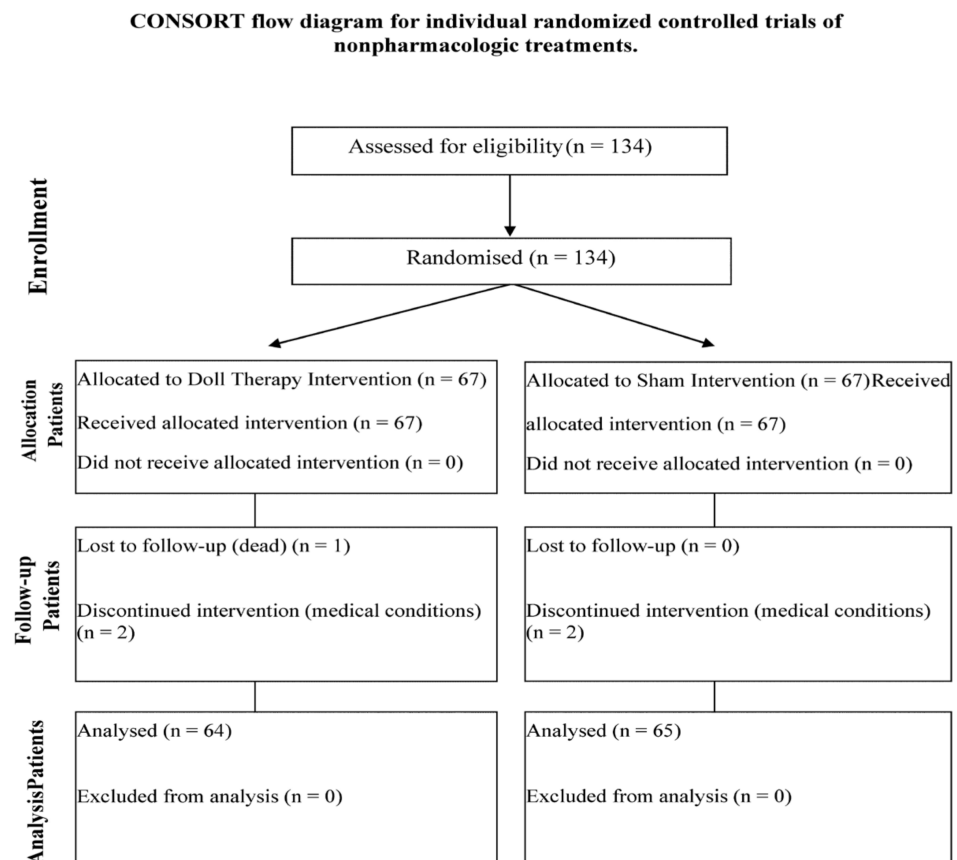 CONSORT flow diagram for individual randomized controlled trials of
nonpharmacologic treatments.
Enrollment
Assessed for eligibility (n = 134)
Randomised (n = 134)
Allocation
Patients
Allocated to Doll Therapy Intervention (n = 67)
Received allocated intervention (n = 67)
Did not receive allocated intervention (n = 0)
Allocated to Sham Intervention (n = 67)Received
allocated intervention (n = 67)
Did not receive allocated intervention (n = 0)
Follow-up
Patients
Lost to follow-up (dead) (n = 1)
Discontinued intervention (medical conditions)
(n = 2)
Lost to follow-up (n = 0)
Discontinued intervention (medical conditions)
(n = 2)
AnalysisPatients
Analysed (n = 64)
Excluded from analysis (n = 0)
Analysed (n = 65)
Excluded from analysis (n = 0)